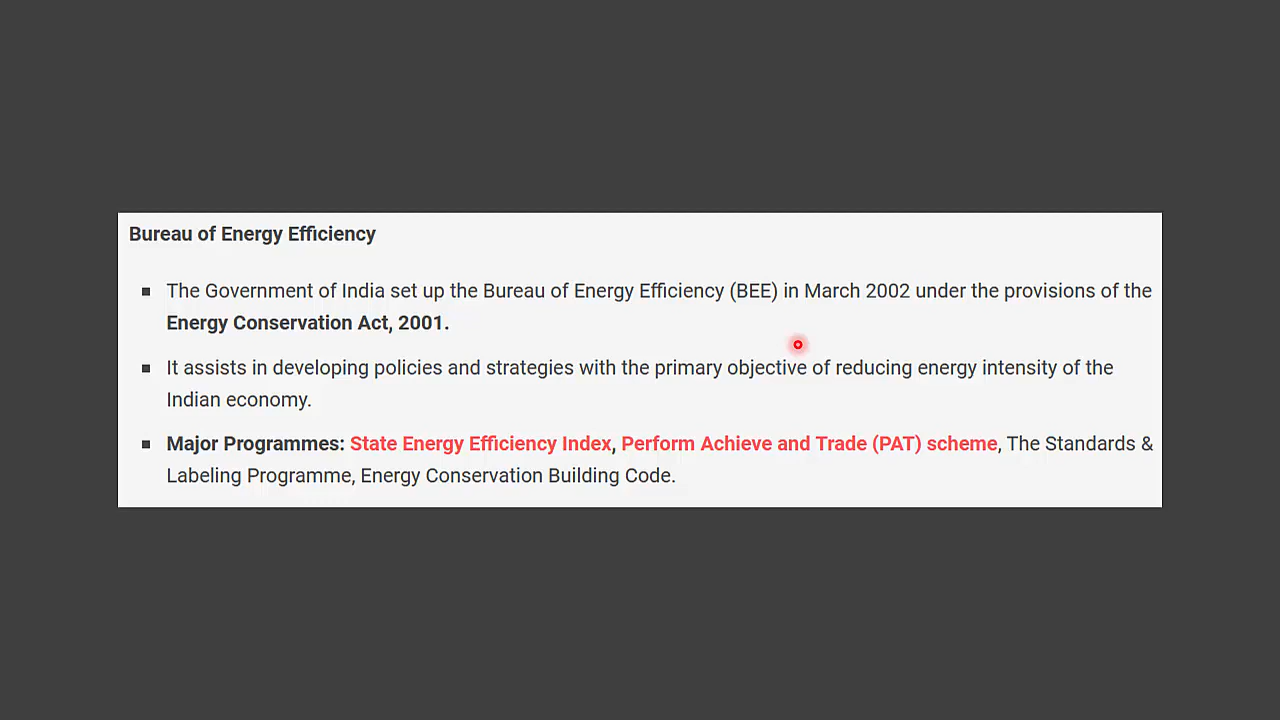 Bureau of Energy Efficiency
▪ The Government of India set up the Bureau of Energy Efficiency (BEE) in March 2002 under the provisions of the
Energy Conservation Act, 2001.
▪ It assists in developing policies and strategies with the primary objective of reducing energy intensity of the
Indian economy.
▪ Major Programmes: State Energy Efficiency Index, Perform Achieve and Trade (PAT) scheme, The Standards &
Labeling Programme, Energy Conservation Building Code.